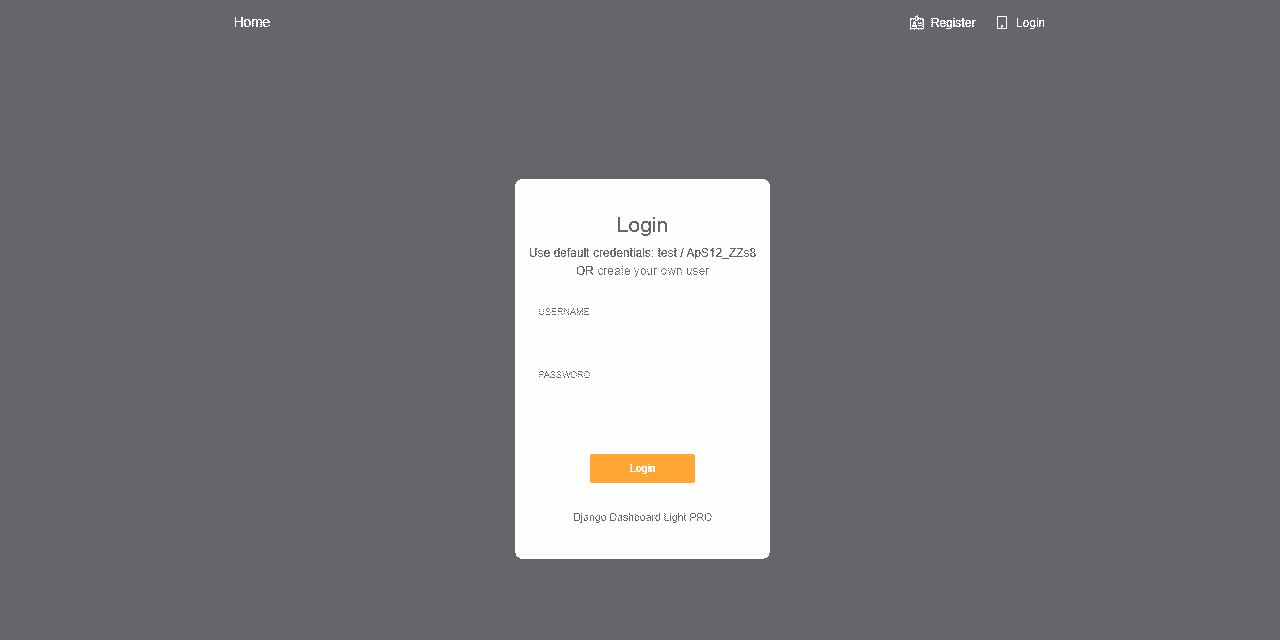 Home
Register
Login
Login
Use default credentials: test / ApS12_ZZs8
OR create your own user
USERNAME
PASSWORD
Login
Django Dashboard Light PRO